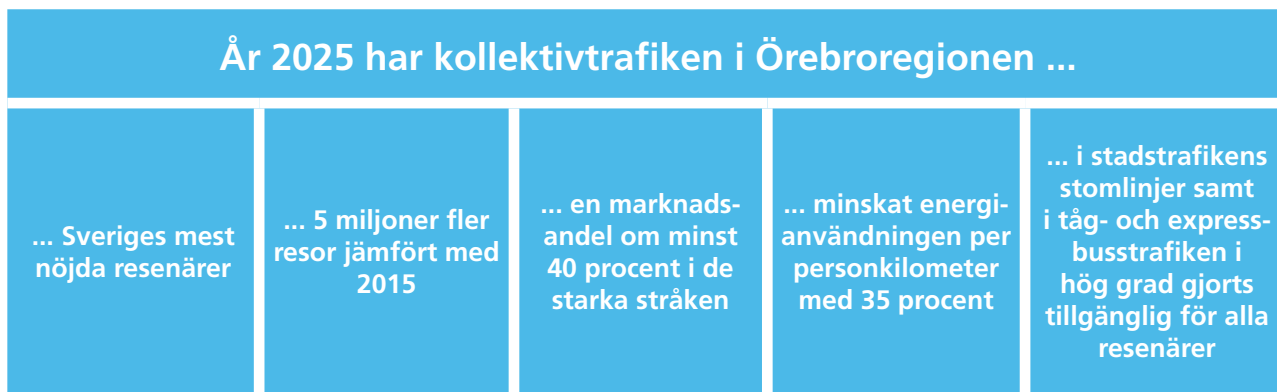 År 2025 har kollektivtrafiken i Örebroregionen ...
... Sveriges mest
nöjda resenärer
... 5 miljoner fler
resor jämfört med
2015
... en marknads-
andel om minst
40 procent i de
starka stråken
... minskat energi-
användningen per
personkilometer
med 35 procent
... i stadstrafikens
stomlinjer samt
i tåg- och express-
busstrafiken i
hög grad gjorts
tillgänglig för alla
resenärer